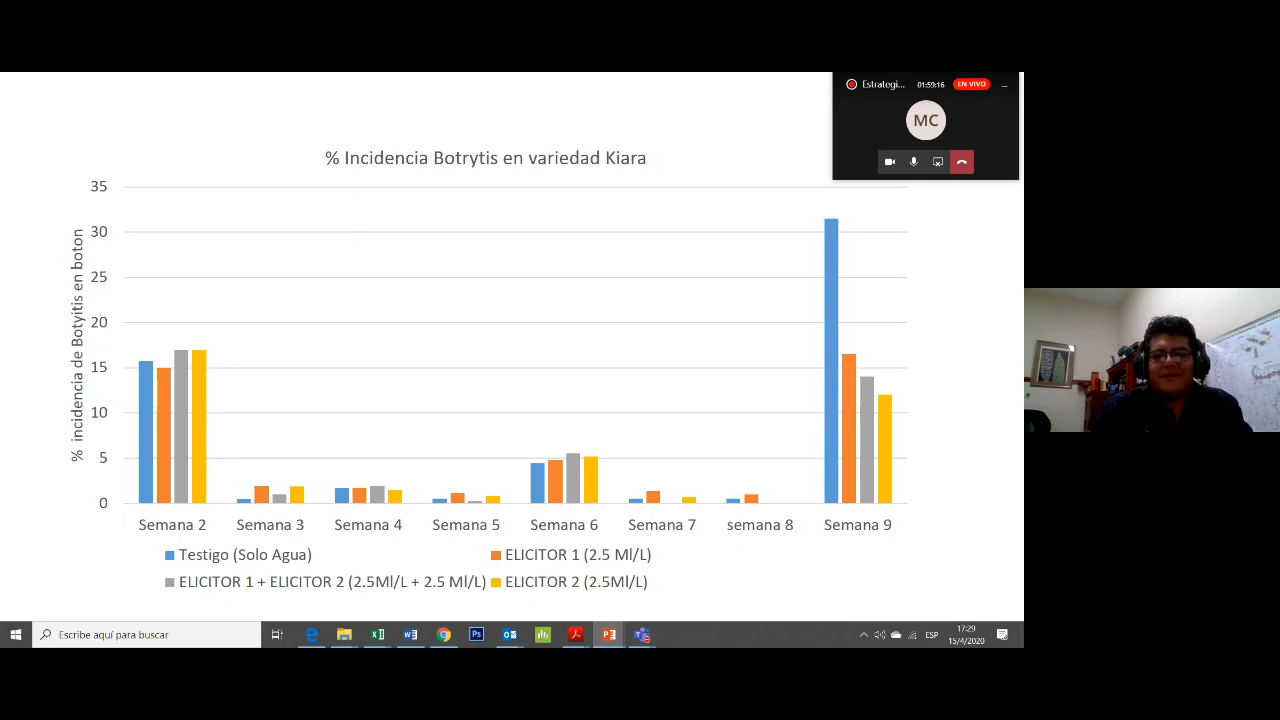 Estrategi...
01:59:16
EN VIVO
MC
% Incidencia Botrytis en variedad Kiara
% incidencia de Botyitis en boton
35
30
25
20
15
10
5
0
Semana 2
Semana 3
Semana 4
Semana 5
Semana 6
Semana 7
semana 8
Semana 9
Testigo (Solo Agua)
ELICITOR 1 (2.5 Ml/L)
ELICITOR 1 + ELICITOR 2 (2.5Ml/L + 2.5 Ml/L)
ELICITOR 2 (2.5Ml/L)
Escribe aquí para buscar
ESP
17:29
15/4/2020